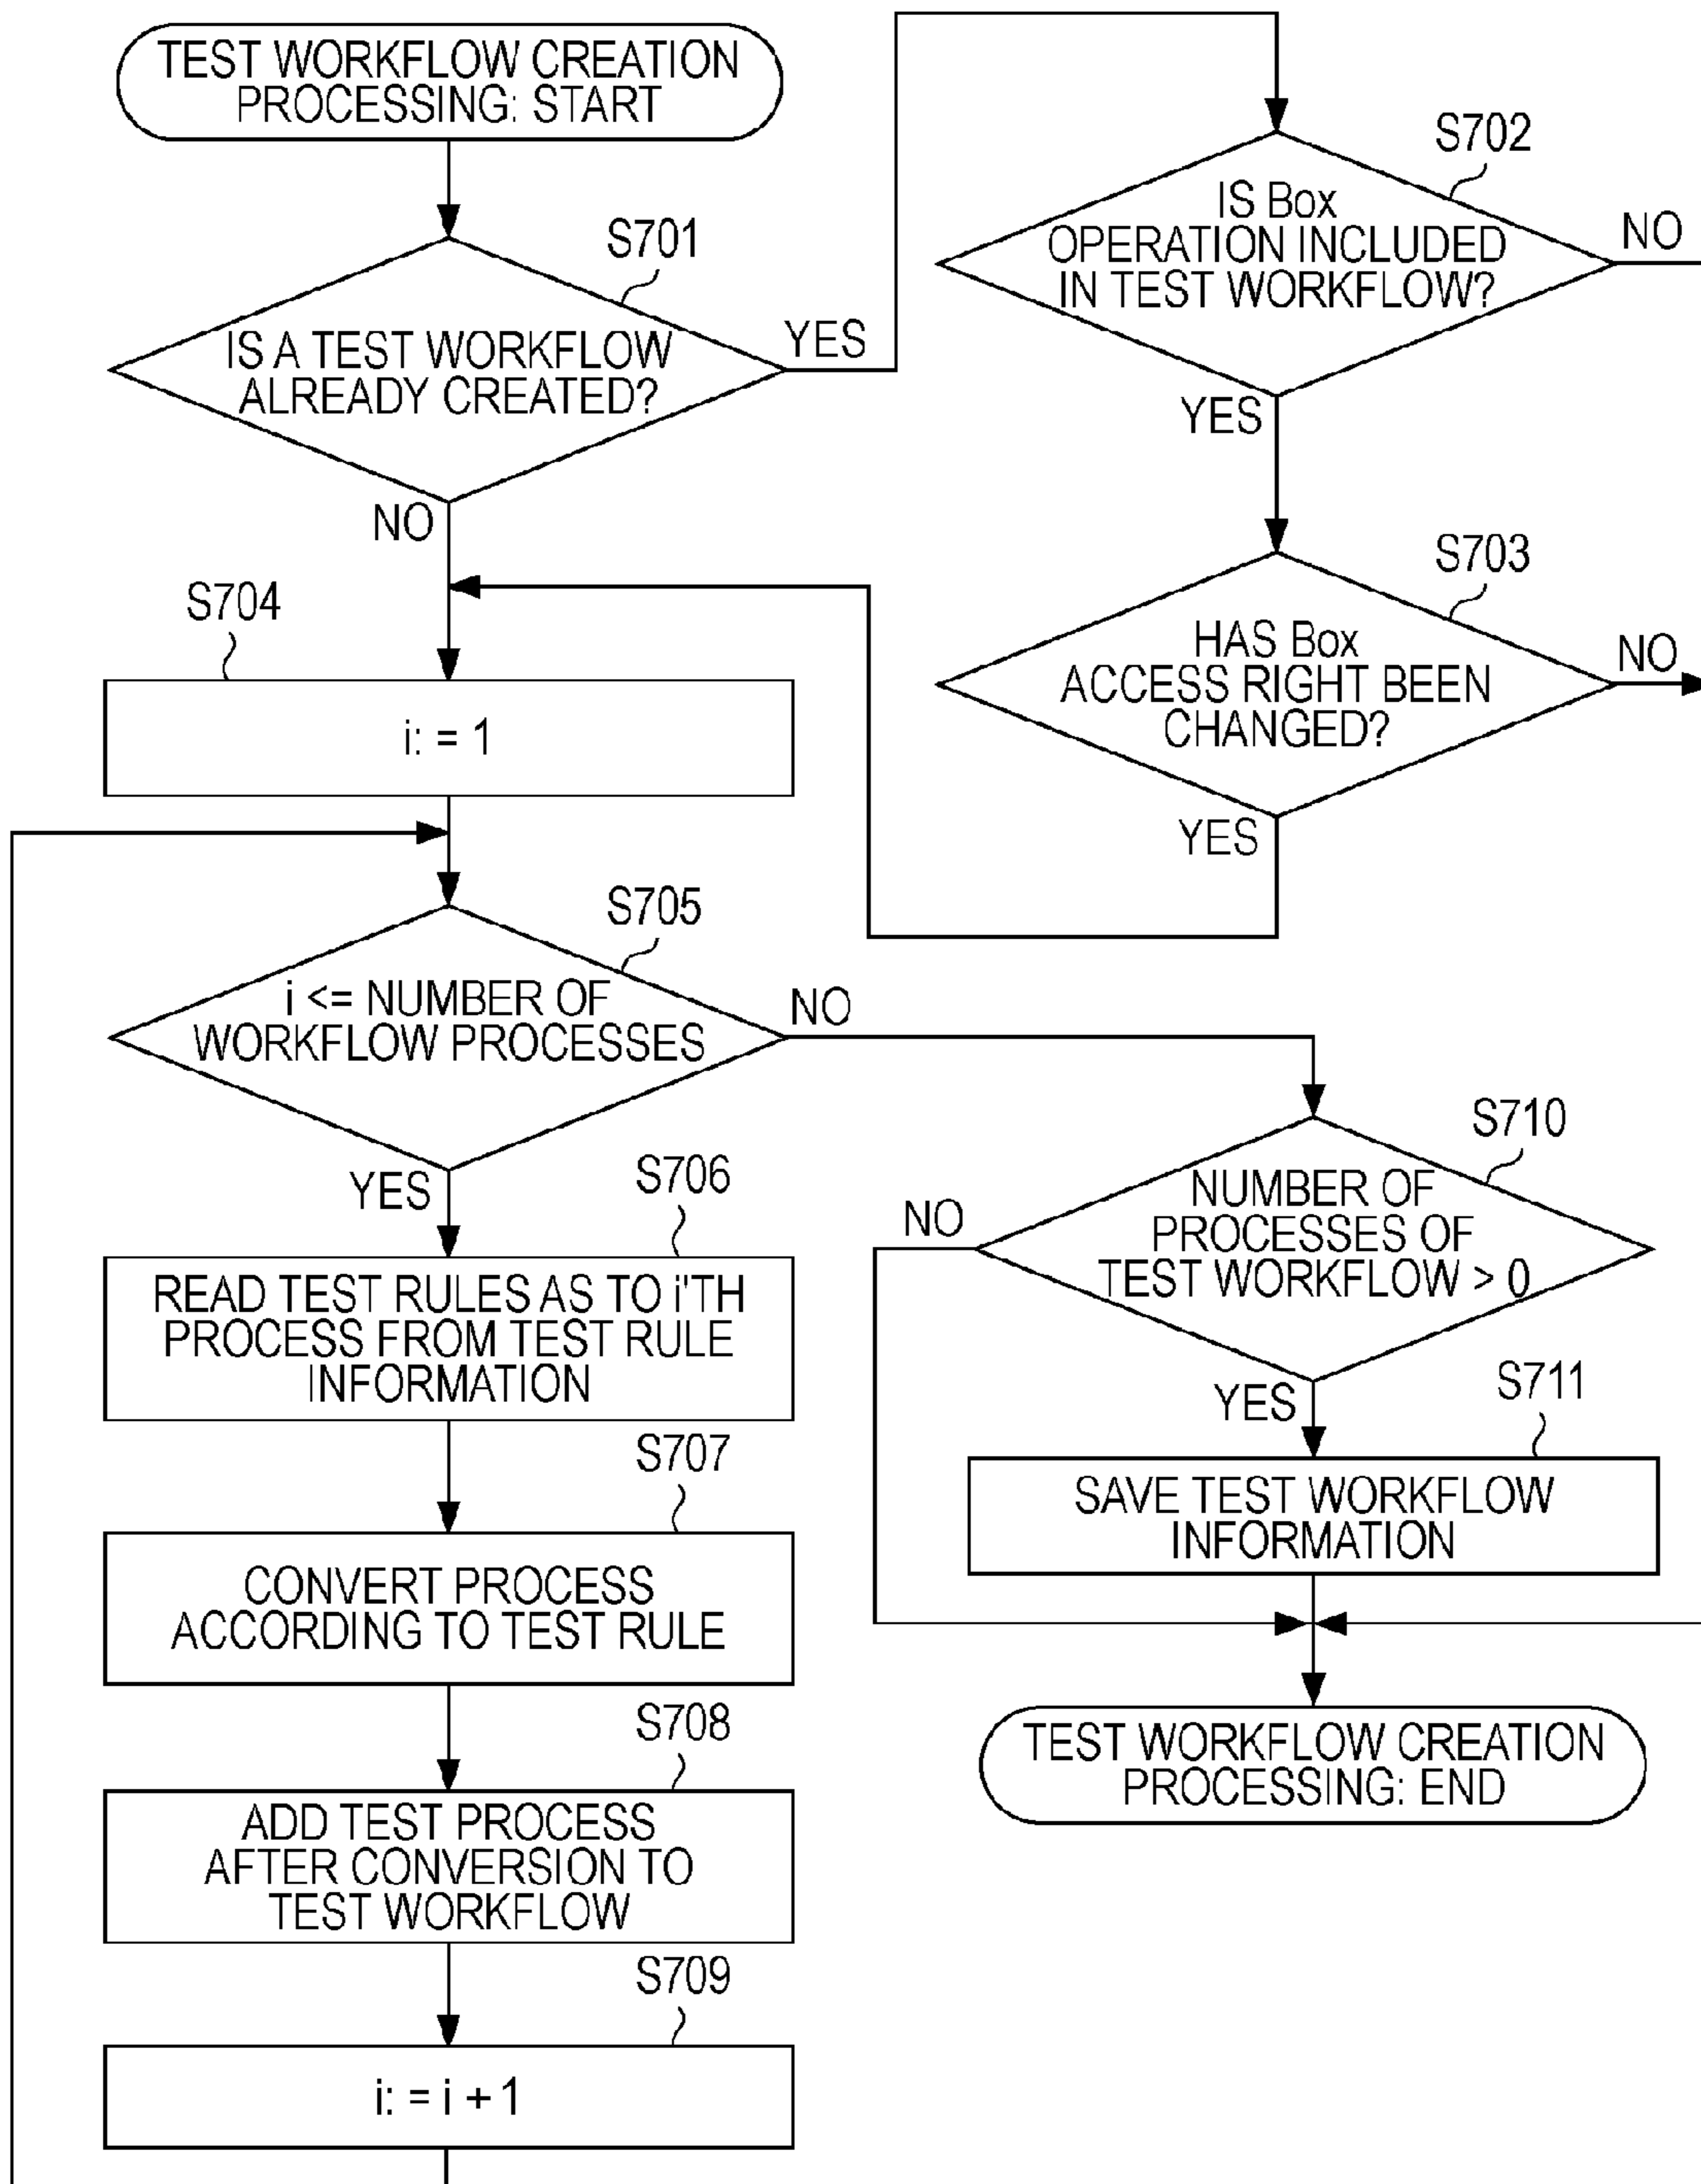 TEST WORKFLOW CREATION
PROCESSING: START
S701
IS A TEST WORKFLOW
ALREADY CREATED?
YES
NO
S702
IS Box
OPERATION INCLUDED
IN TEST WORKFLOW?
NO
YES
S703
HAS Box
ACCESS RIGHT BEEN
CHANGED?
NO
YES
S704
i: = 1
S705
i <= NUMBER OF
WORKFLOW PROCESSES
NO
YES
S706
READ TEST RULES AS TO i'TH
PROCESS FROM TEST RULE
INFORMATION
S707
CONVERT PROCESS
ACCORDING TO TEST RULE
S708
ADD TEST PROCESS
AFTER CONVERSION TO
TEST WORKFLOW
S709
i: = i + 1
S710
NUMBER OF
PROCESSES OF
TEST WORKFLOW > 0
NO
YES
S711
SAVE TEST WORKFLOW
INFORMATION
TEST WORKFLOW CREATION
PROCESSING: END